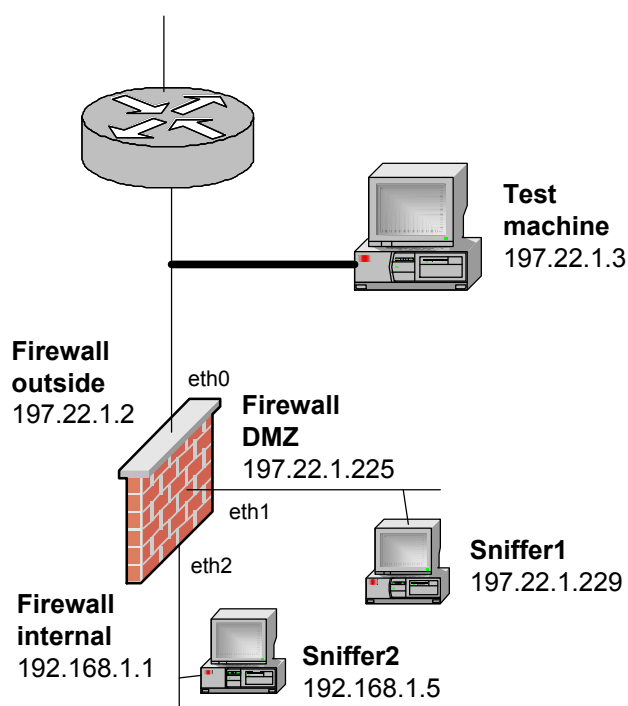 Test
machine
197.22.1.3
Firewall
outside
197.22.1.2
eth0
Firewall
DMZ
197.22.1.225
eth1
eth2
Sniffer1
197.22.1.229
Firewall
internal
192.168.1.1
Sniffer2
192.168.1.5